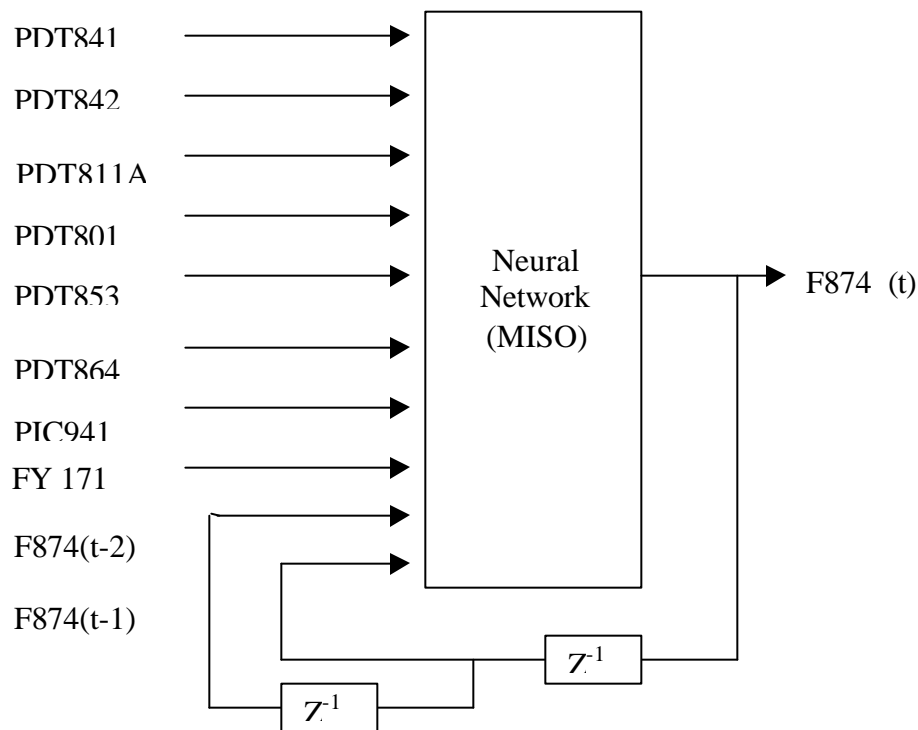 PDT841
PDT842
PDT811A
PDT801
PDT853
PDT864
PIC941
FY 171
F874(t-2)
F874(t-1)
Neural
Network
(MISO)
F874 (t)
Z-1
Z-1